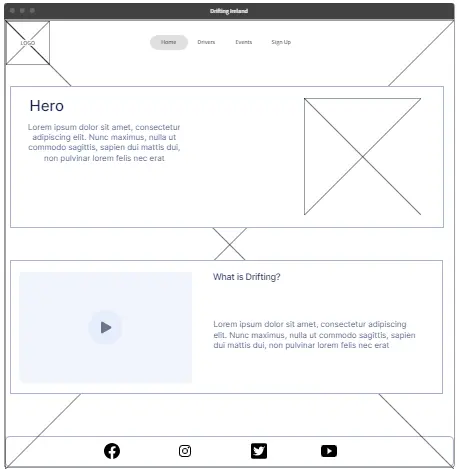 Drifting Ireland
LOGO
Home Drivers Events Sign Up
Hero
Lorem ipsum dolor sit amet, consectetur
adipiscing elit. Nunc maximus, nulla ut
commodo sagittis, sapien dui mattis dui,
non pulvinar lorem felis nec erat
What is Drifting?
Lorem ipsum dolor sit amet, consectetur adipiscing
elit. Nunc maximus, nulla ut commodo sagittis, sapien
dui mattis dui, non pulvinar lorem felis nec erat